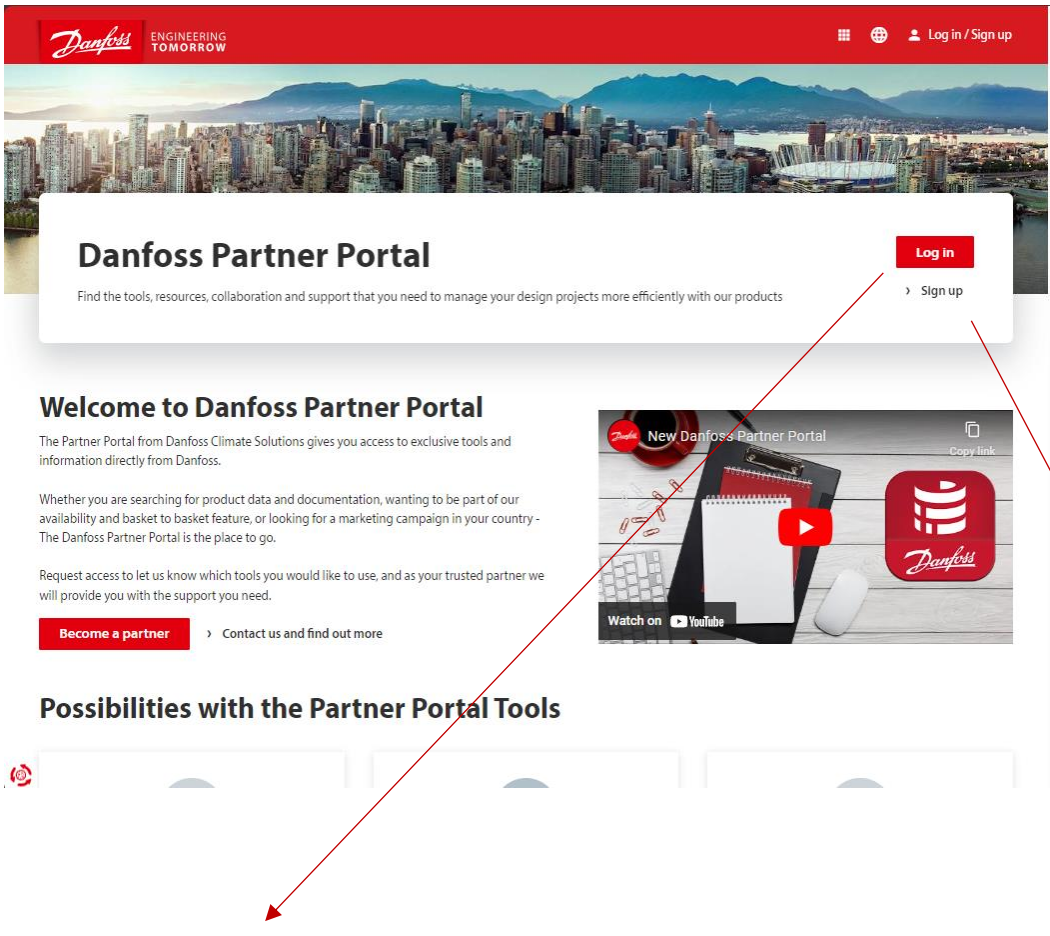 Danfoss
ENGINEERING
TOMORROW
Log in / Sign up
Danfoss Partner Portal
Log in
Find the tools, resources, collaboration and support that you need to manage your design projects more efficiently with our products
› Sign up
Welcome to Danfoss Partner Portal
The Partner Portal from Danfoss Climate Solutions gives you access to exclusive tools and
information directly from Danfoss.
Whether you are searching for product data and documentation, wanting to be part of our
availability and basket to basket feature, or looking for a marketing campaign in your country -
The Danfoss Partner Portal is the place to go.
Request access to let us know which tools you would like to use, and as your trusted partner we
will provide you with the support you need.
Become a partner › Contact us and find out more
Danfoss
New Danfoss Partner Portal
Copy link
Danfoss
Watch on YouTube
Possibilities with the Partner Portal Tools